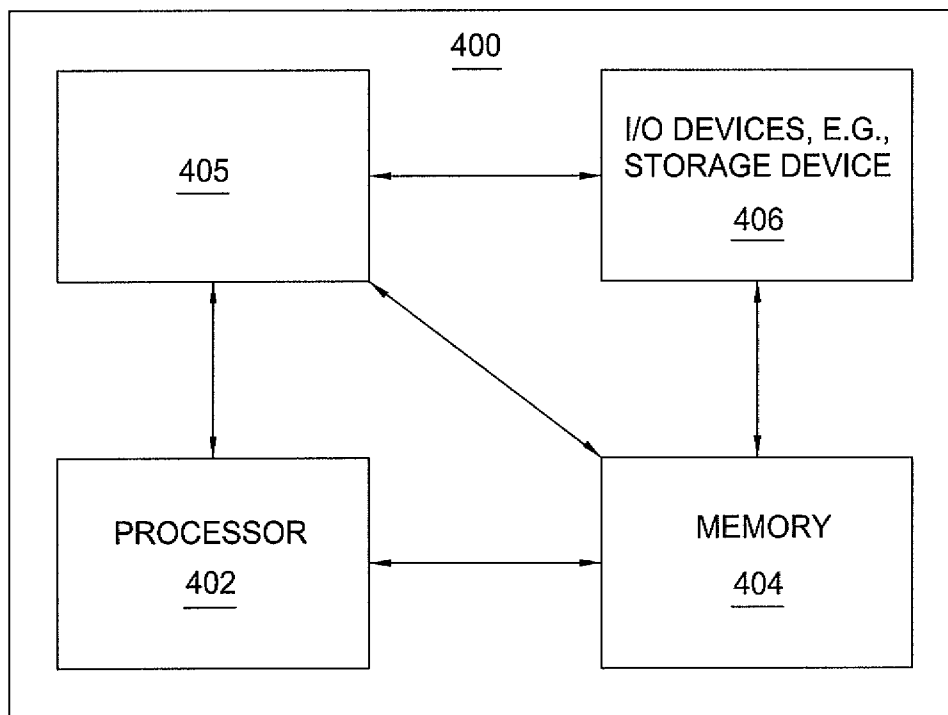 400
405
I/O DEVICES, E.G.,
STORAGE DEVICE
406
PROCESSOR
402
MEMORY
404